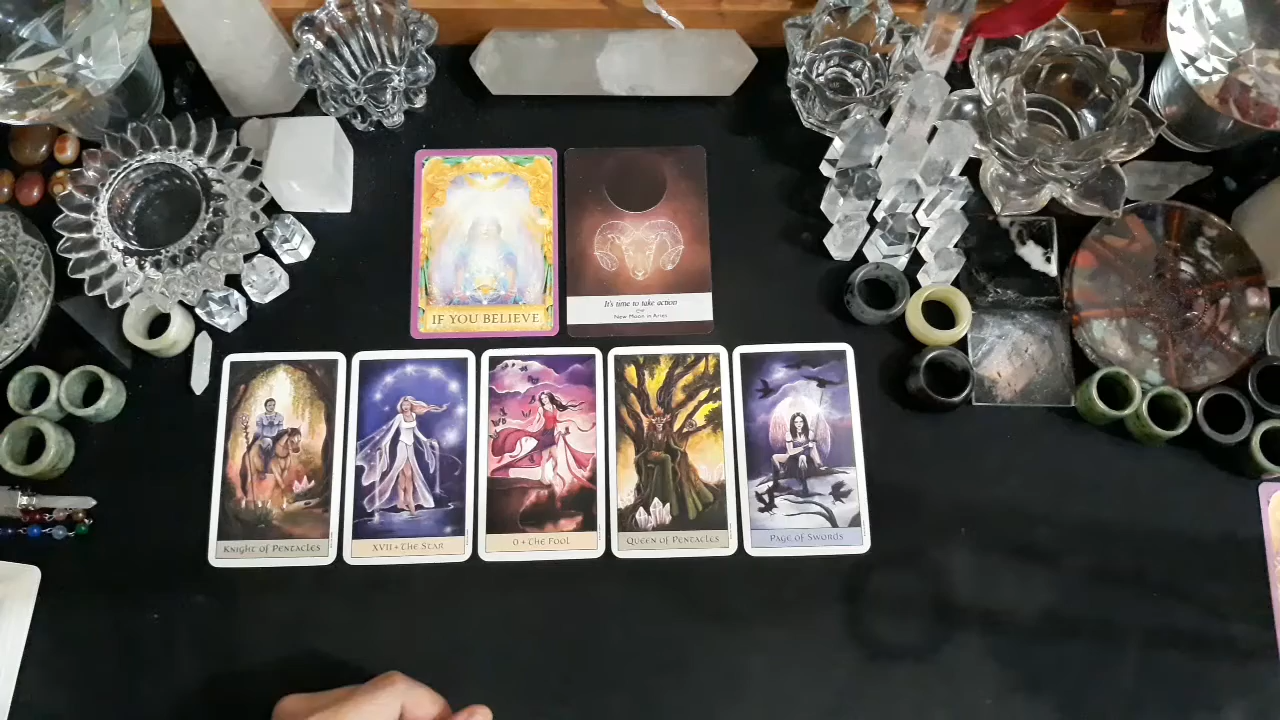 IF YOU BELIEVE
It's time to take action
New Moon in Aries
KNIGHT OF PENTACLES
XVII + THE STAR
0 + THE FOOL
QUEEN OF PENTACLES
PAGE OF SWORDS